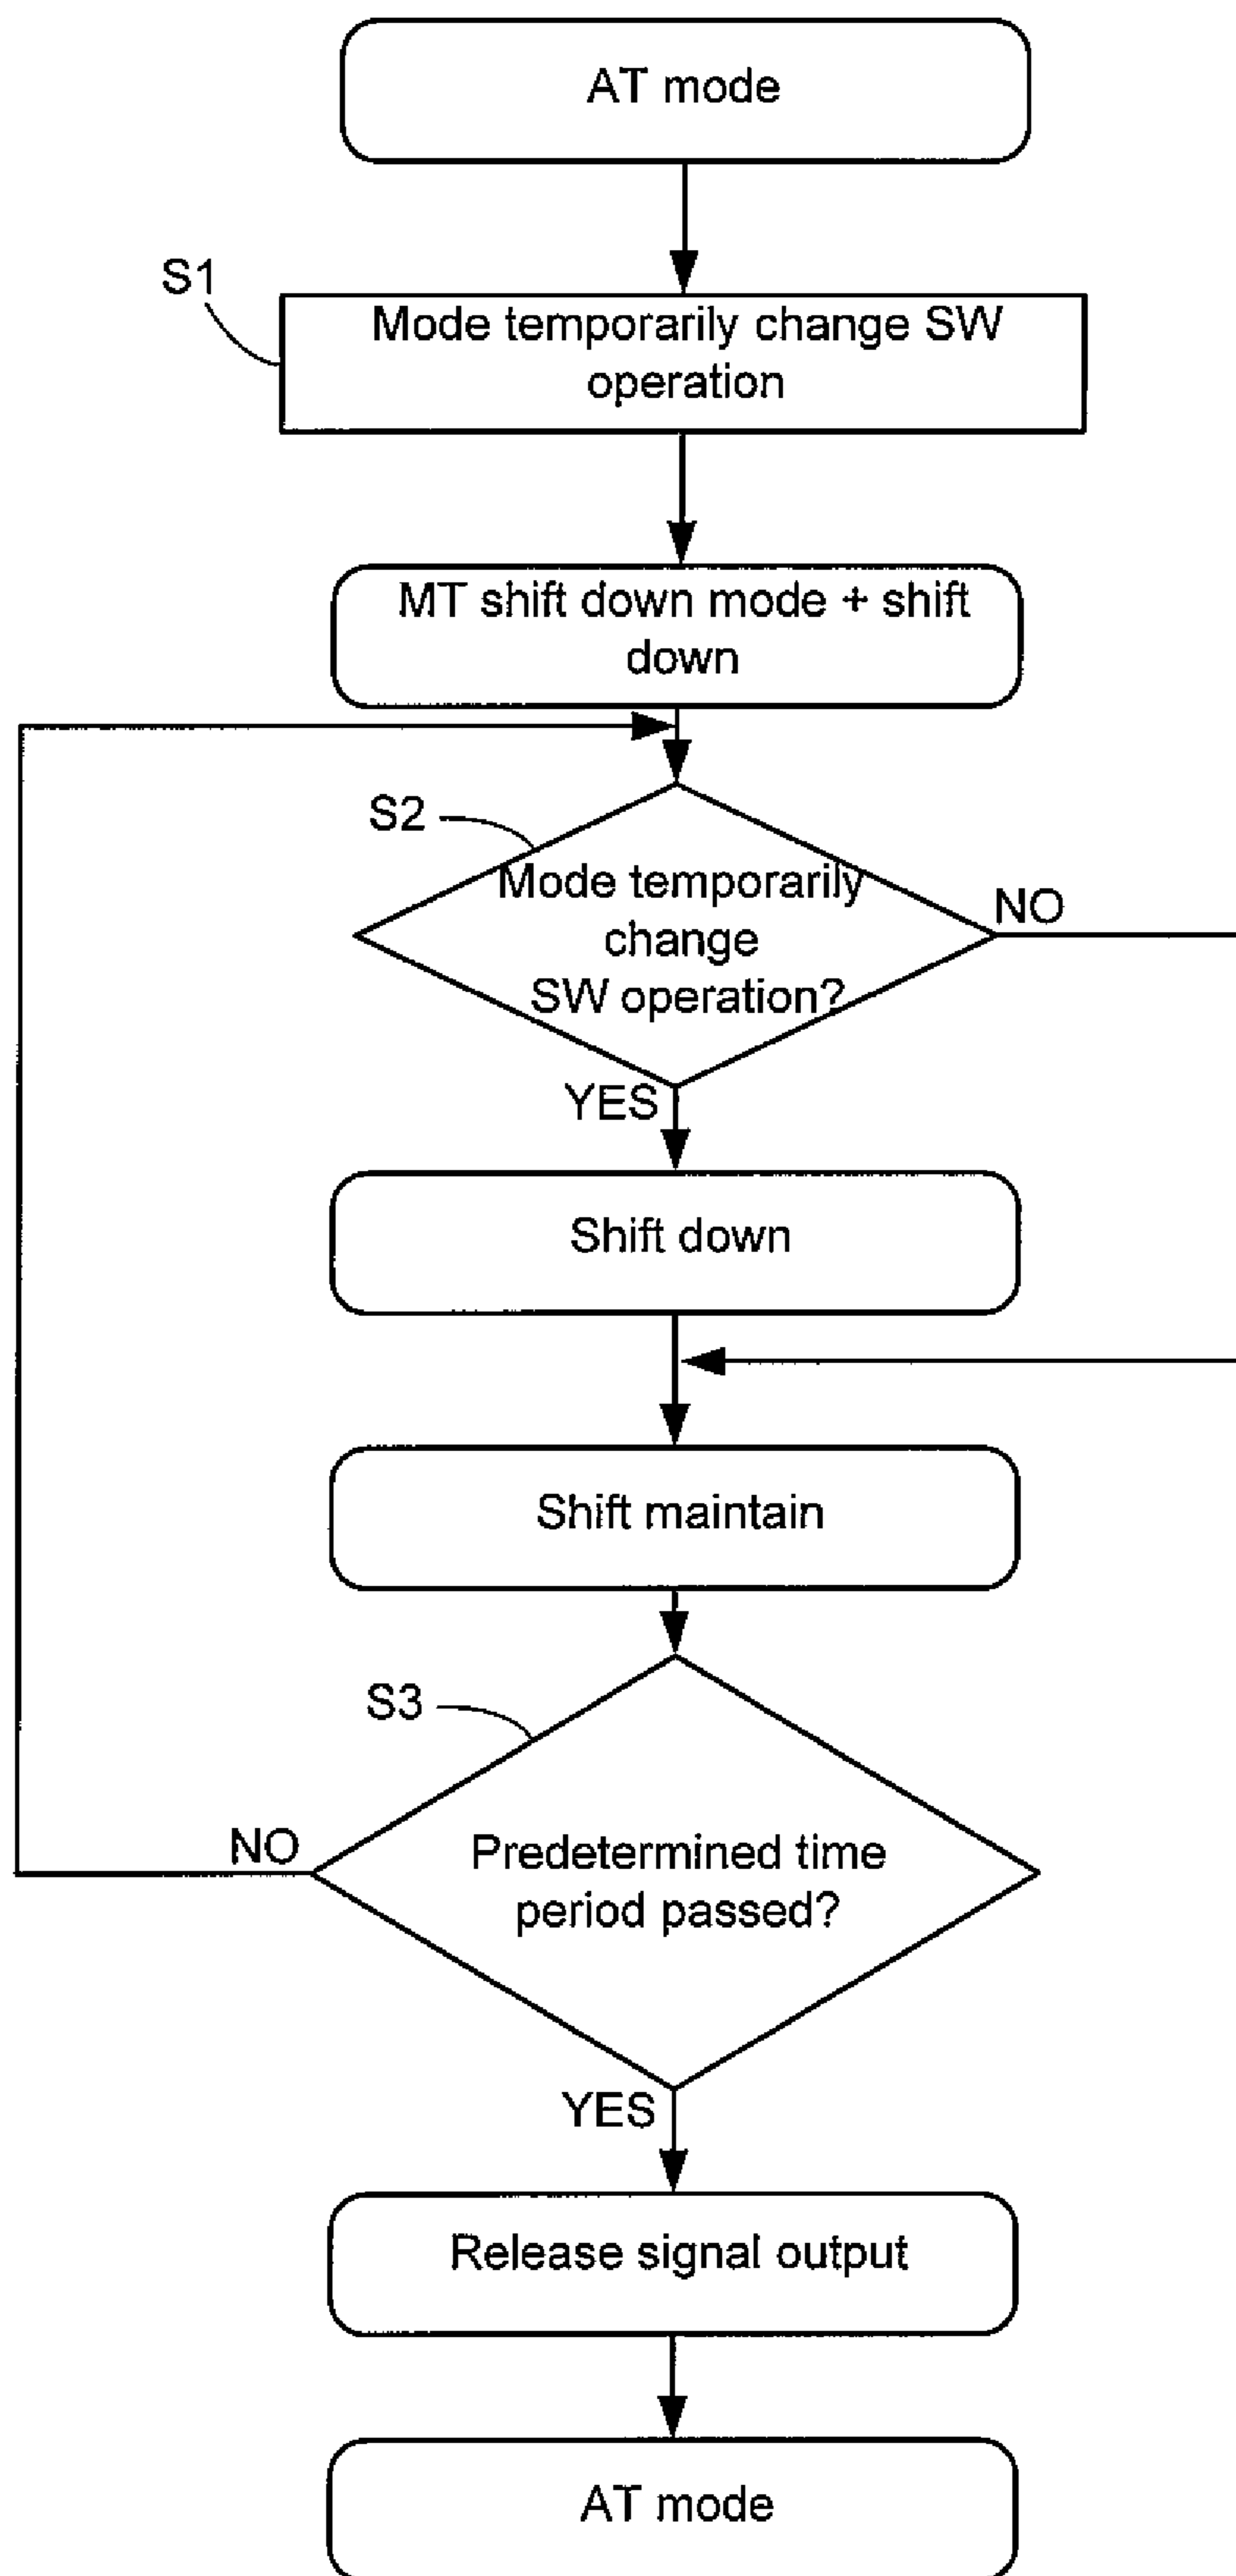 AT mode
S1
Mode temporarily change SW
operation
MT shift down mode + shift
down
S2
Mode temporarily
change
SW operation?
NO
YES
Shift down
Shift maintain
S3
NO
Predetermined time
period passed?
YES
Release signal output
AT mode